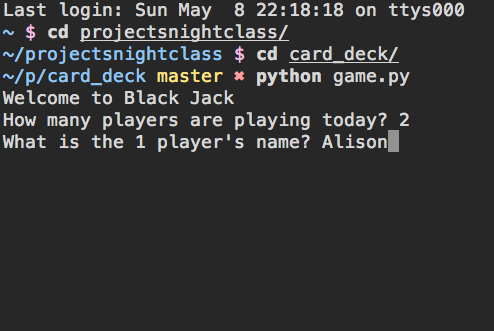 Last login: Sun May  8 22:18:18 on ttys000
~ $ cd projectsnightclass/
~/projectsnightclass $ cd card_deck/
~/p/card_deck master ✖ python game.py
Welcome to Black Jack
How many players are playing today? 2
What is the 1 player's name? Alison